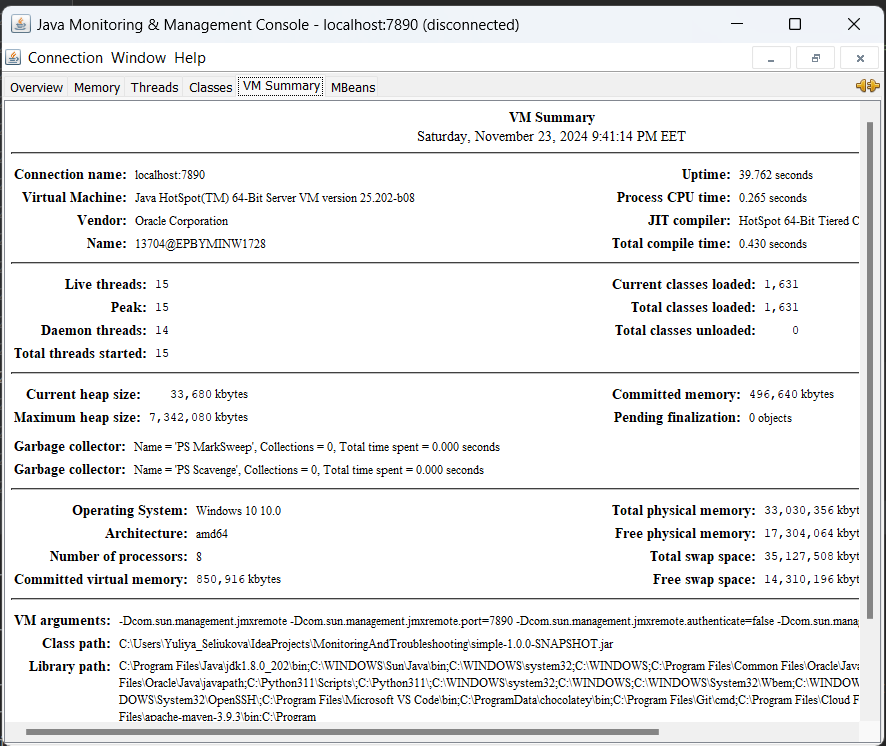 Java Monitoring & Management Console - localhost:7890 (disconnected)
Connection Window Help
Overview Memory Threads Classes VM Summary MBeans
VM Summary
Saturday, November 23, 2024 9:41:14 PM EET
Connection name: localhost:7890 Uptime: 39.762 seconds
Virtual Machine: Java HotSpot(TM) 64-Bit Server VM version 25.202-b08 Process CPU time: 0.265 seconds
Vendor: Oracle Corporation JIT compiler: HotSpot 64-Bit Tiered C
Name: 13704@EPBYMINW1728 Total compile time: 0.430 seconds
Live threads: 15 Current classes loaded: 1,631
Peak: 15 Total classes loaded: 1,631
Daemon threads: 14 Total classes unloaded: 0
Total threads started: 15
Current heap size: 33,680 kbytes Committed memory: 496,640 kbytes
Maximum heap size: 7,342,080 kbytes Pending finalization: 0 objects
Garbage collector: Name = 'PS MarkSweep', Collections = 0, Total time spent = 0.000 seconds
Garbage collector: Name = 'PS Scavenge', Collections = 0, Total time spent = 0.000 seconds
Operating System: Windows 10 10.0 Total physical memory: 33,030,356 kbyt
Architecture: amd64 Free physical memory: 17,304,064 kbyt
Number of processors: 8 Total swap space: 35,127,508 kbyt
Committed virtual memory: 850,916 kbytes Free swap space: 14,310,196 kbyt
VM arguments: -Dcom.sun.management.jmxremote -Dcom.sun.management.jmxremote.port=7890 -Dcom.sun.management.jmxremote.authenticate=false -Dcom.sun.mana
Class path: C:\Users\Yuliya_Seliukova\IdeaProjects\MonitoringAndTroubleshooting\simple-1.0.0-SNAPSHOT.jar
Library path: C:\Program Files\Java\jdk1.8.0_202\bin;C:\WINDOWS\Sun\Java\bin;C:\WINDOWS\system32;C:\WINDOWS;C:\Program Files\Common Files\Oracle\Java
Files\Oracle\Java\javapath;C:\Python311\Scripts\;C:\Python311\;C:\WINDOWS\system32;C:\WINDOWS;C:\WINDOWS\System32\Wbem;C:\WINDOW
DOWS\System32\OpenSSH\;C:\Program Files\Microsoft VS Code\bin;C:\ProgramData\chocolatey\bin;C:\Program Files\Git\cmd;C:\Program Files\Cloud F
Files\apache-maven-3.9.3\bin;C:\Program